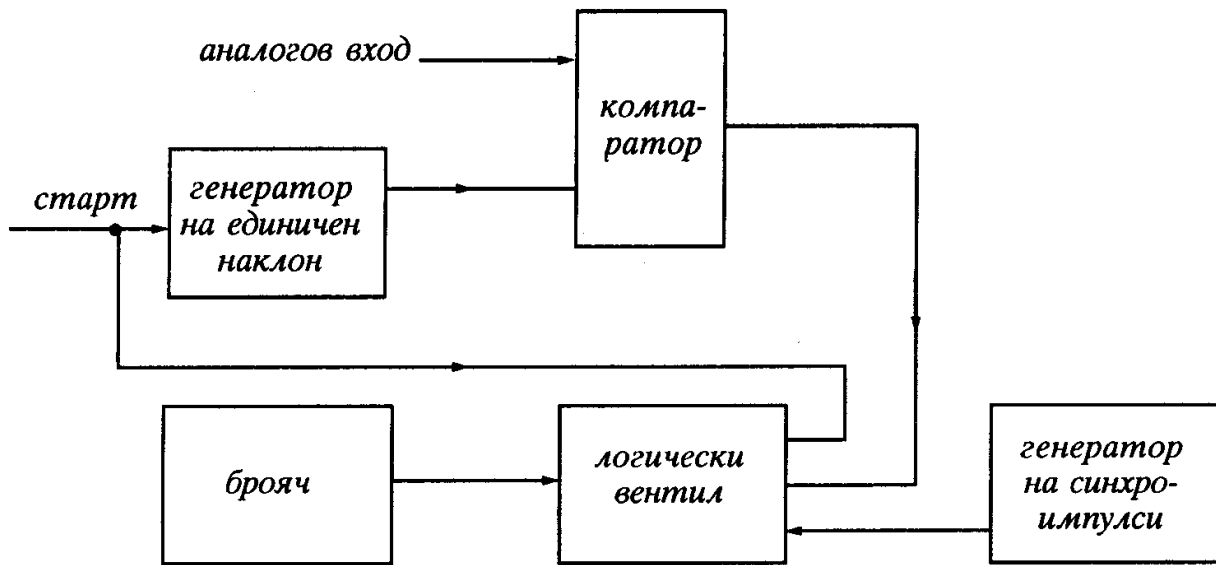 аналогов вход
компа-
ратор
старт
генератор
на единичен
наклон
брояч
логически
вентил
генератор
на синхро-
импулси